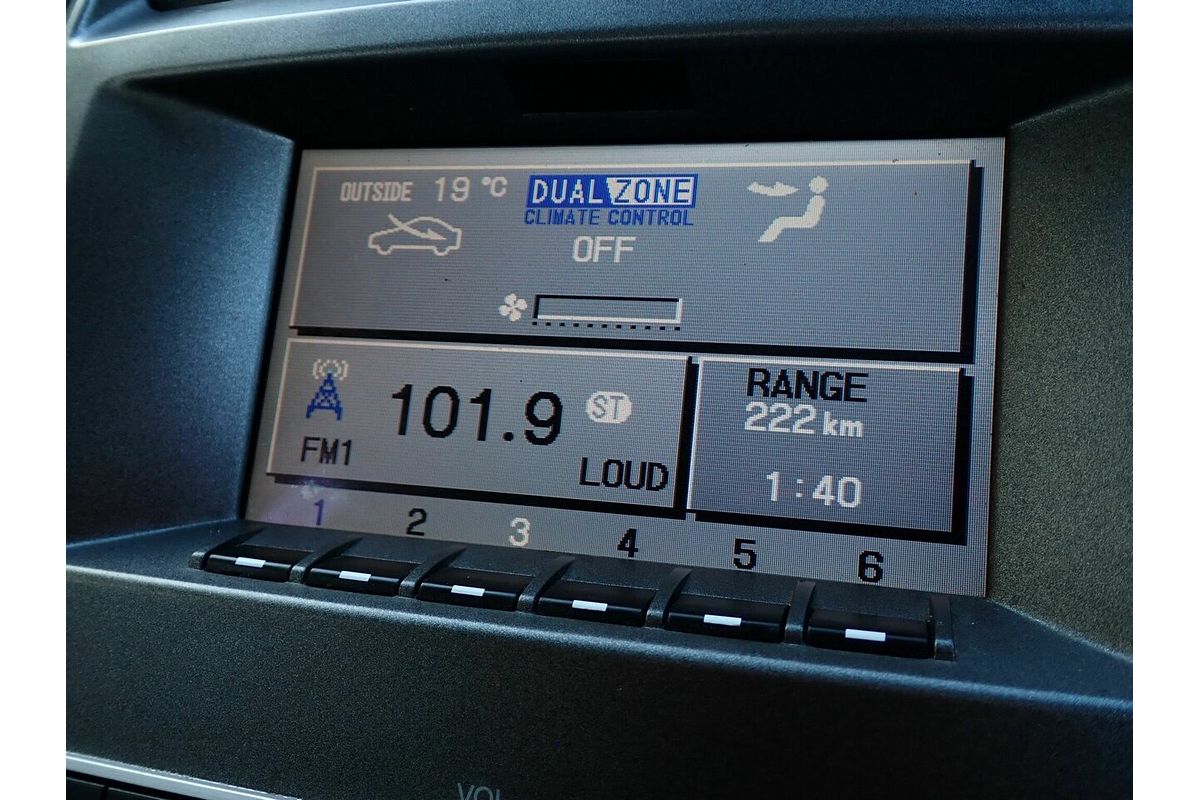 OUTSIDE 19 °C DUAL ZONE
CLIMATE CONTROL
OFF
101.9 ST
FM1
LOUD
RANGE
222 km
1:40
1 2 3 4 5 6
VOL